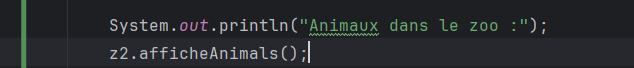 System.out.println("Animaux dans le zoo :");
z2.afficheAnimals();